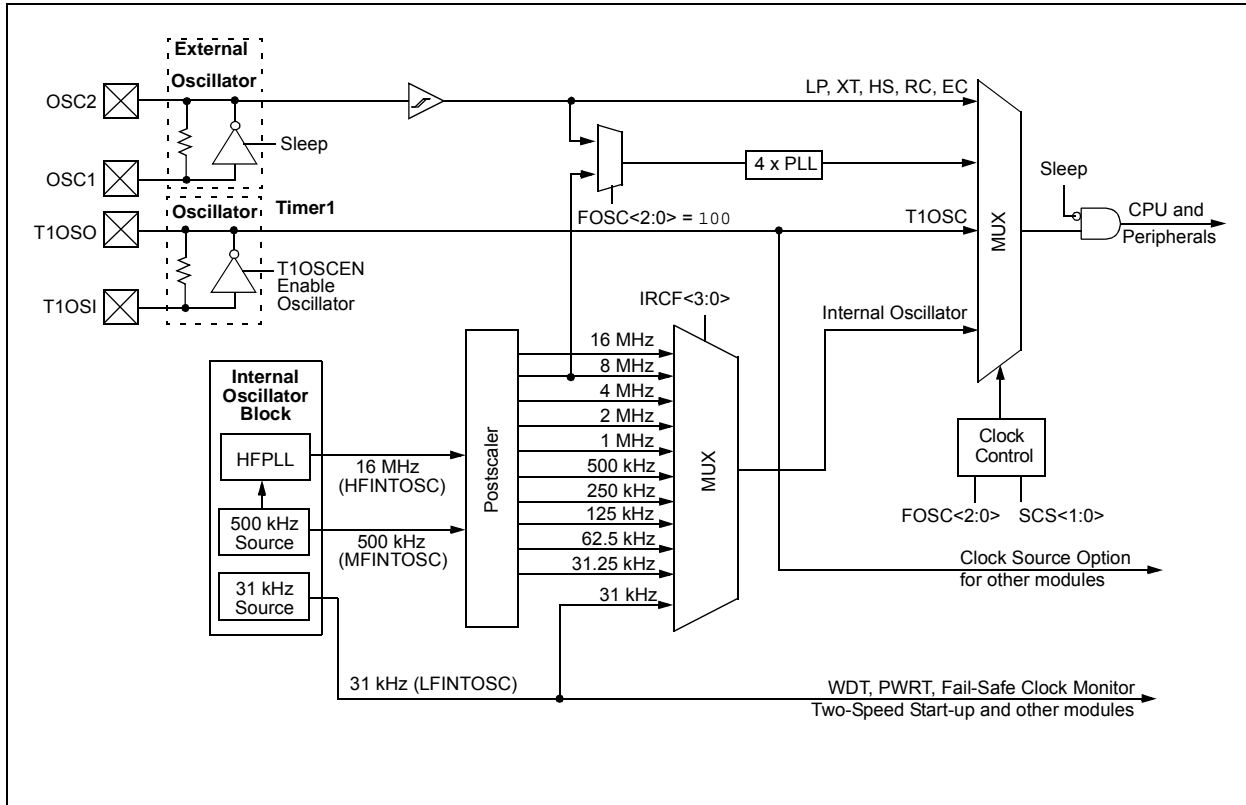 External
Oscillator
OSC2
Sleep
OSC1
LP, XT, HS, RC, EC
4 x PLL
FOSC<2:0> = 100
Oscillator
Timer1
T1OSO
T1OSCEN
Enable
Oscillator
T1OSI
T1OSC
MUX
Sleep
CPU and
Peripherals
IRCF<3:0>
Internal Oscillator
Internal
Oscillator
Block
HFPLL
500 kHz
Source
31 kHz
Source
16 MHz
(HFINTOSC)
500 kHz
(MFINTOSC)
Postscaler
16 MHz
8 MHz
4 MHz
2 MHz
1 MHz
500 kHz
250 kHz
125 kHz
62.5 kHz
31.25 kHz
31 kHz
MUX
Clock
Control
FOSC<2:0>
SCS<1:0>
Clock Source Option
for other modules
31 kHz (LFINTOSC)
WDT, PWRT, Fail-Safe Clock Monitor
Two-Speed Start-up and other modules